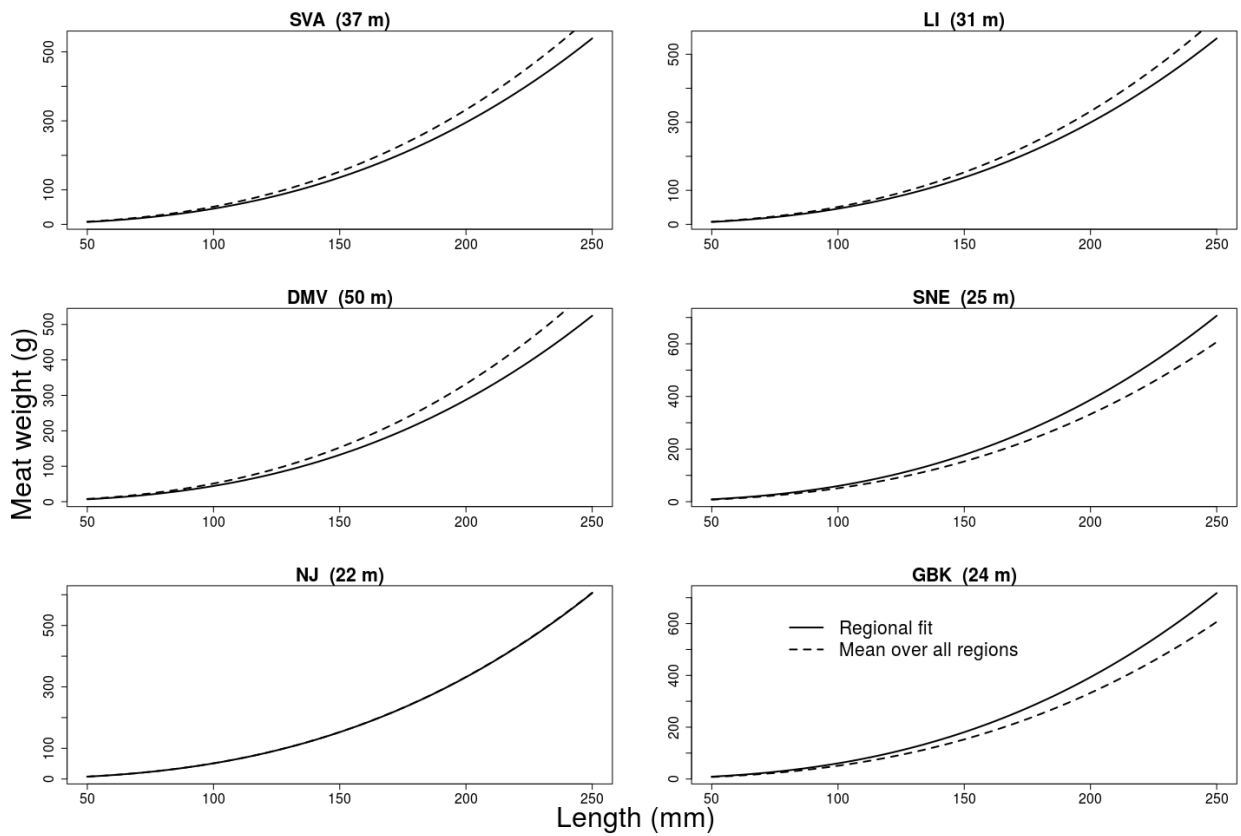 SVA (37 m)
0 100 300 500
50 100 150 200 250
LI (31 m)
0 100 300 500
50 100 150 200 250
DMV (50 m)
0 100 200 300 400 500
50 100 150 200 250
SNE (25 m)
0 200 400 600
50 100 150 200 250
NJ (22 m)
0 100 300 500
50 100 150 200 250
GBK (24 m)
0 200 400 600
50 100 150 200 250
Regional fit
Mean over all regions
Meat weight (g)
Length (mm)